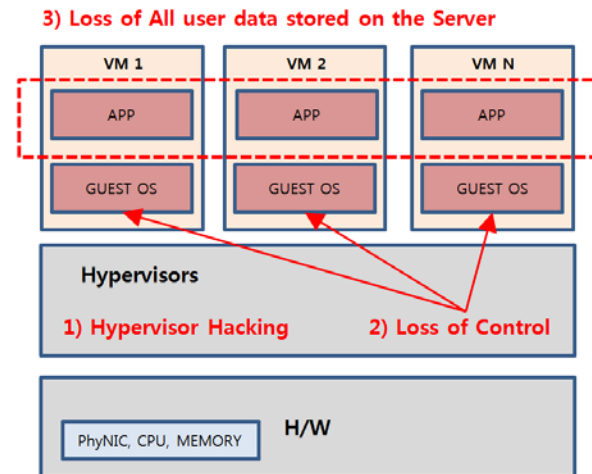 3) Loss of All user data stored on the Server
VM 1 VM 2 VM N
APP APP APP
GUEST OS GUEST OS GUEST OS
Hypervisors
1) Hypervisor Hacking 2) Loss of Control
H/W
PhyNIC, CPU, MEMORY